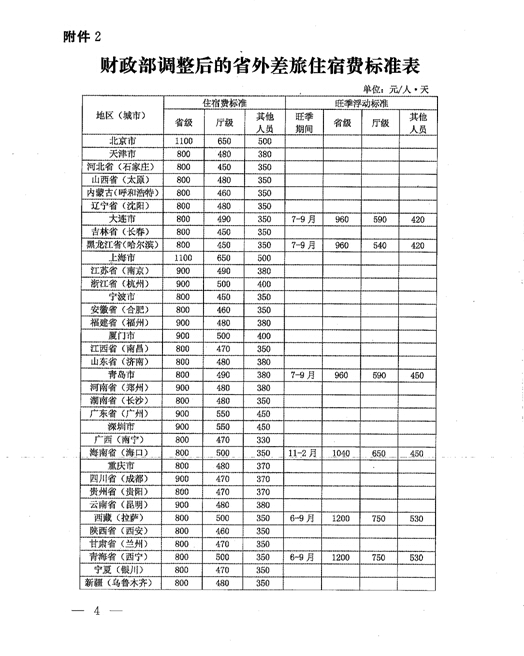 附件 2
财政部调整后的省外差旅住宿费标准表
单位：元/人·天
地区（城市） 住宿费标准 旺季浮动标准
省级 厅级 其他人员 旺季期间 省级 厅级 其他人员
北京市 1100 650 500
天津市 800 480 380
河北省（石家庄） 800 450 350
山西省（太原） 800 480 350
内蒙古(呼和浩特) 800 460 350
辽宁省（沈阳） 800 480 350
大连市 800 490 350 7-9 月 960 590 420
吉林省（长春） 800 450 350
黑龙江省(哈尔滨) 800 450 350 7-9 月 960 540 420
上海市 1100 650 500
江苏省（南京） 900 490 380
浙江省（杭州） 900 500 400
宁波市 800 450 350
安徽省（合肥） 800 460 350
福建省（福州） 900 480 380
厦门市 900 500 400
江西省（南昌） 800 470 350
山东省（济南） 800 480 380
青岛市 800 490 380 7-9 月 960 590 450
河南省（郑州） 900 480 380
湖南省（长沙） 800 480 350
广东省（广州） 900 550 450
深圳市 900 550 450
广西（南宁） 800 470 330
海南省（海口） 800 500 350 11-2 月 1040 650 450
重庆市 800 480 370
四川省（成都） 900 470 370
贵州省（贵阳） 800 470 370
云南省（昆明） 900 480 380
西藏（拉萨） 800 500 350 6-9 月 1200 750 530
陕西省（西安） 800 460 350
甘肃省（兰州） 800 470 350
青海省（西宁） 800 500 350 6-9 月 1200 750 530
宁夏（银川） 800 470 350
新疆（乌鲁木齐） 800 480 350
— 4 —